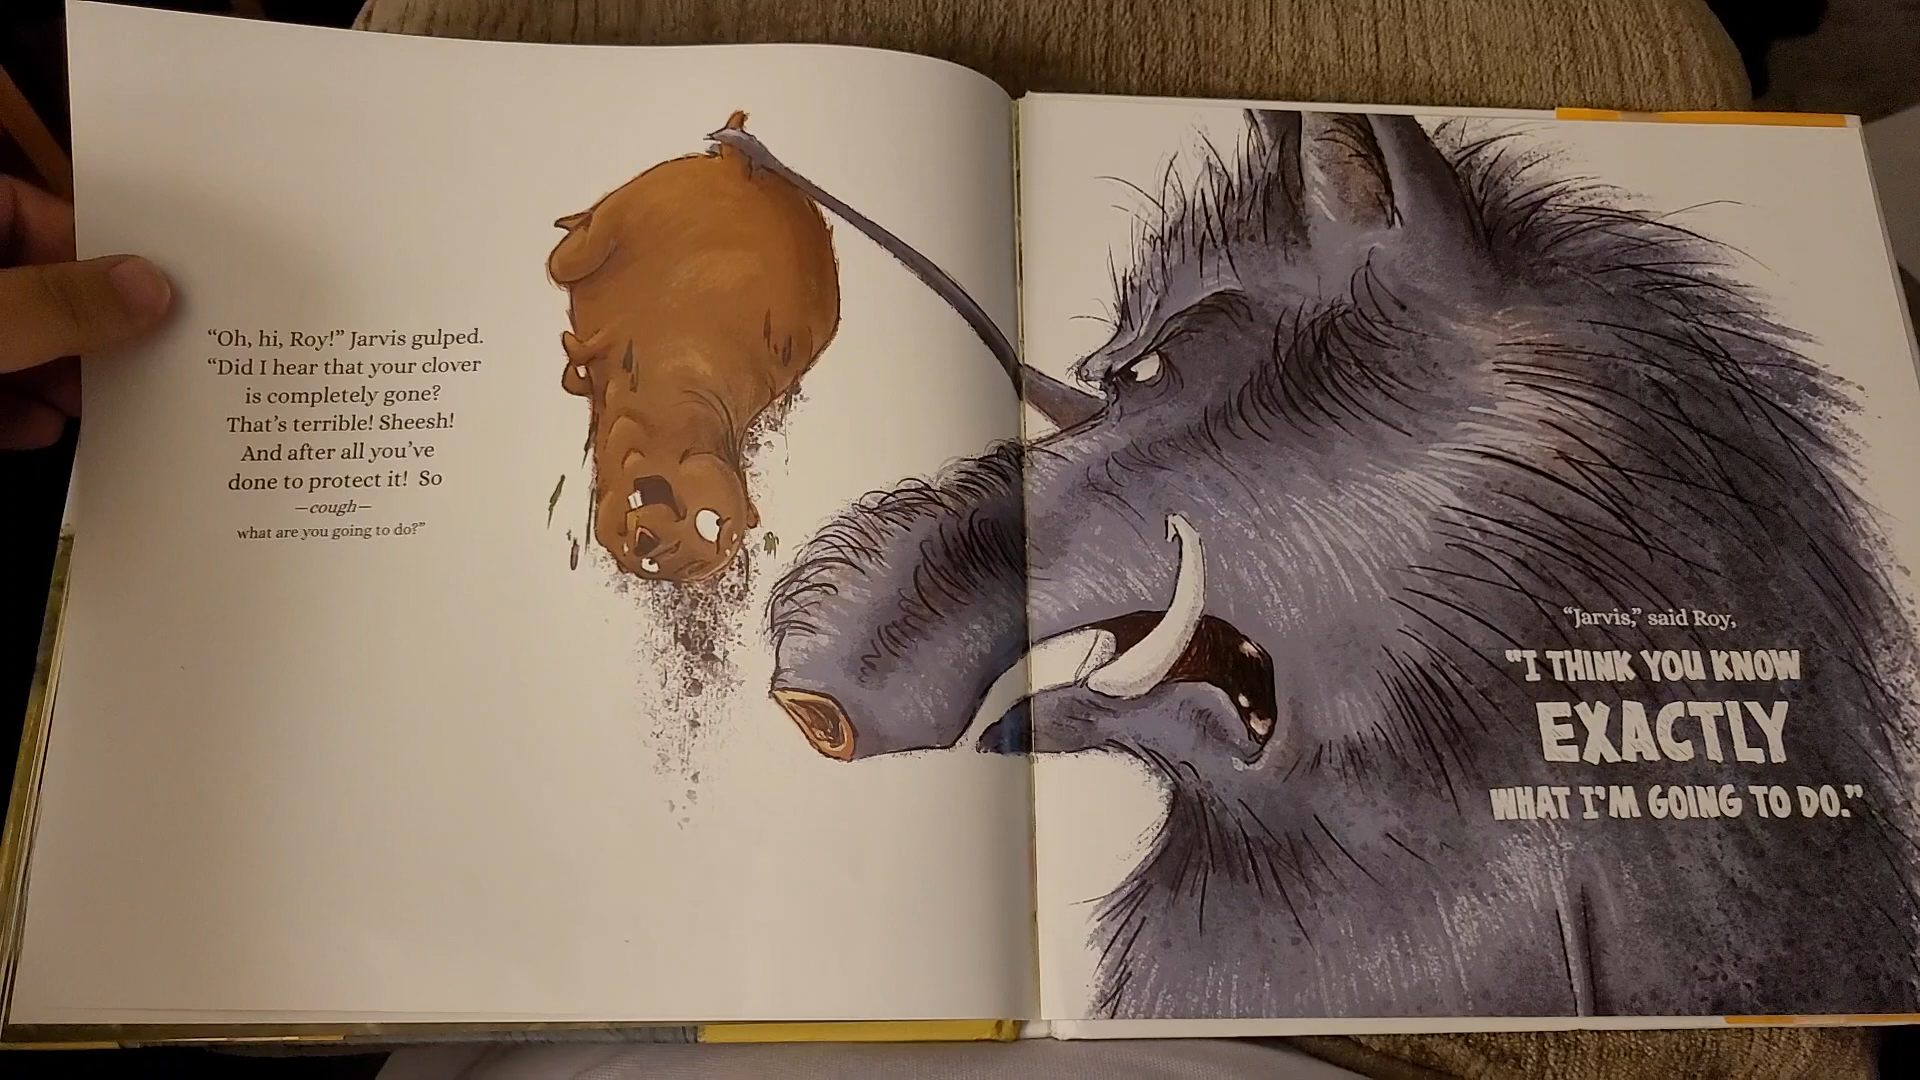 “Oh, hi, Roy!” Jarvis gulped.
“Did I hear that your clover
is completely gone?
That’s terrible! Sheesh!
And after all you’ve
done to protect it! So
—cough—
what are you going to do?”
“Jarvis,” said Roy,
“I THINK YOU KNOW
EXACTLY
WHAT I’M GOING TO DO.”